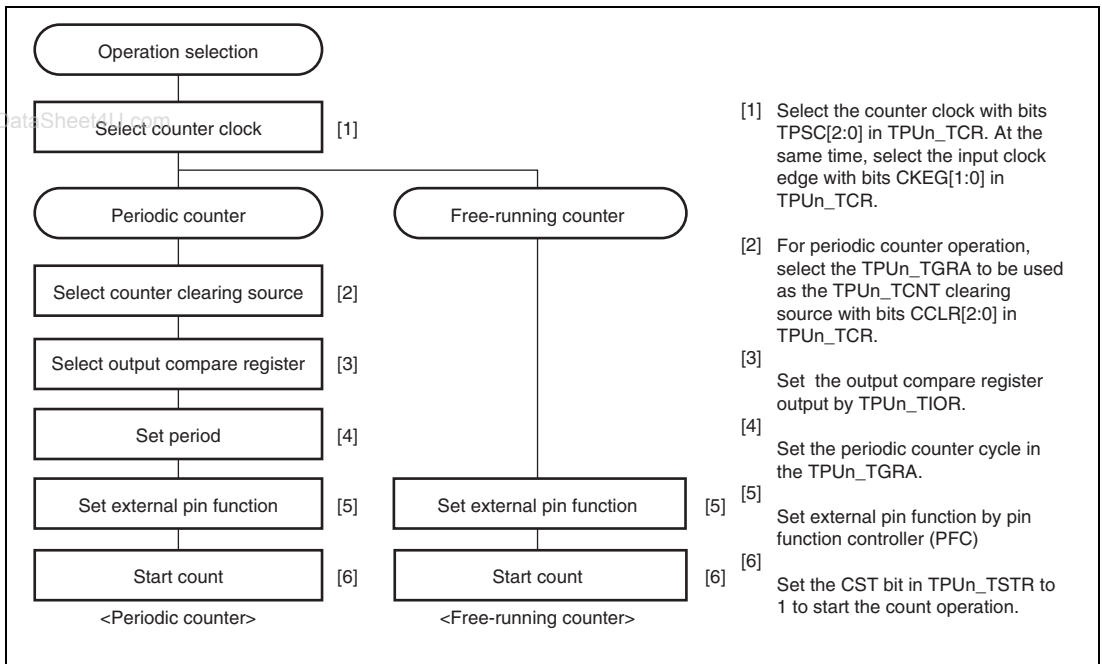 Operation selection
DataSheet4U.com
Select counter clock
[1]
Periodic counter
Free-running counter
Select counter clearing source
[2]
Select output compare register
[3]
Set period
[4]
Set external pin function
[5]
Set external pin function
[5]
Start count
[6]
Start count
[6]
<Periodic counter>
<Free-running counter>
[1] Select the counter clock with bits
TPSC[2:0] in TPUn_TCR. At the
same time, select the input clock
edge with bits CKEG[1:0] in
TPUn_TCR.
[2] For periodic counter operation,
select the TPUn_TGRA to be used
as the TPUn_TCNT clearing
source with bits CCLR[2:0] in
TPUn_TCR.
[3]
Set the output compare register
output by TPUn_TIOR.
[4]
Set the periodic counter cycle in
the TPUn_TGRA.
[5]
Set external pin function by pin
function controller (PFC)
[6]
Set the CST bit in TPUn_TSTR to
1 to start the count operation.